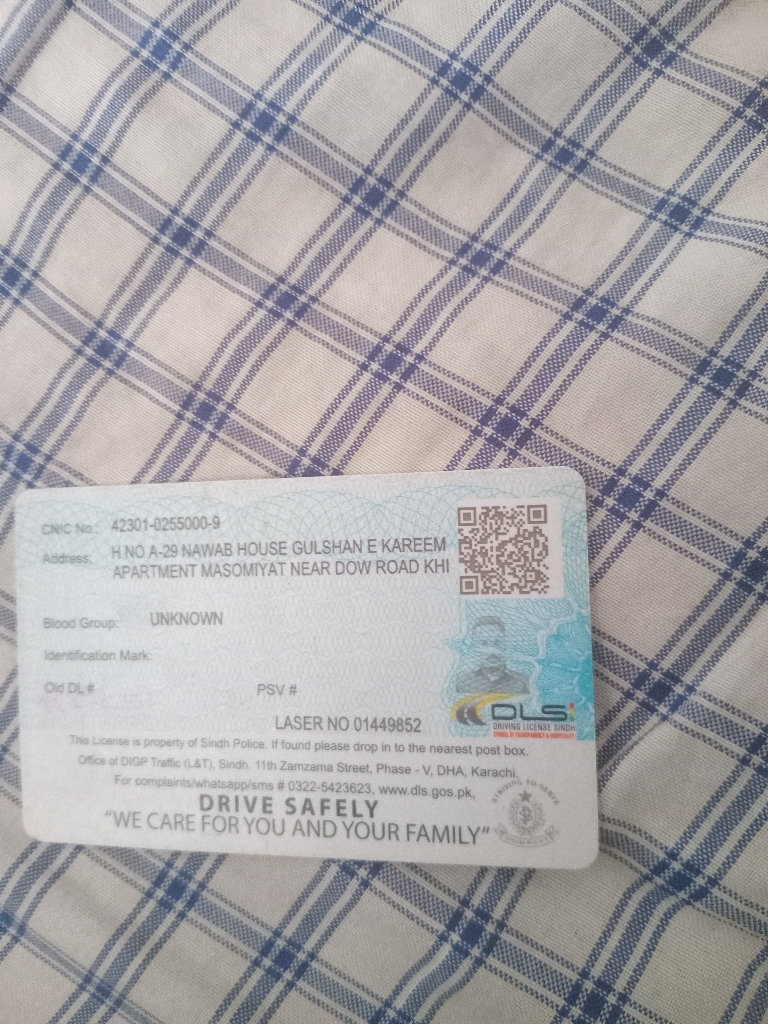 CNIC No.: 42301-0255000-9
Address: H.NO A-29 NAWAB HOUSE GULSHAN E KAREEM
APARTMENT MASOMIYAT NEAR DOW ROAD KHI
Blood Group: UNKNOWN
Identification Mark:
Old DL # PSV #
LASER NO 01449852
DLS
DRIVING LICENSE SINDH
This License is property of Sindh Police. If found please drop in to the nearest post box.
Office of DIGP Traffic (L&T), Sindh. 11th Zamzama Street, Phase - V, DHA, Karachi.
For complaints/whatsapp/sms # 0322-5423623, www.dls.gos.pk,
DRIVE SAFELY
"WE CARE FOR YOU AND YOUR FAMILY"